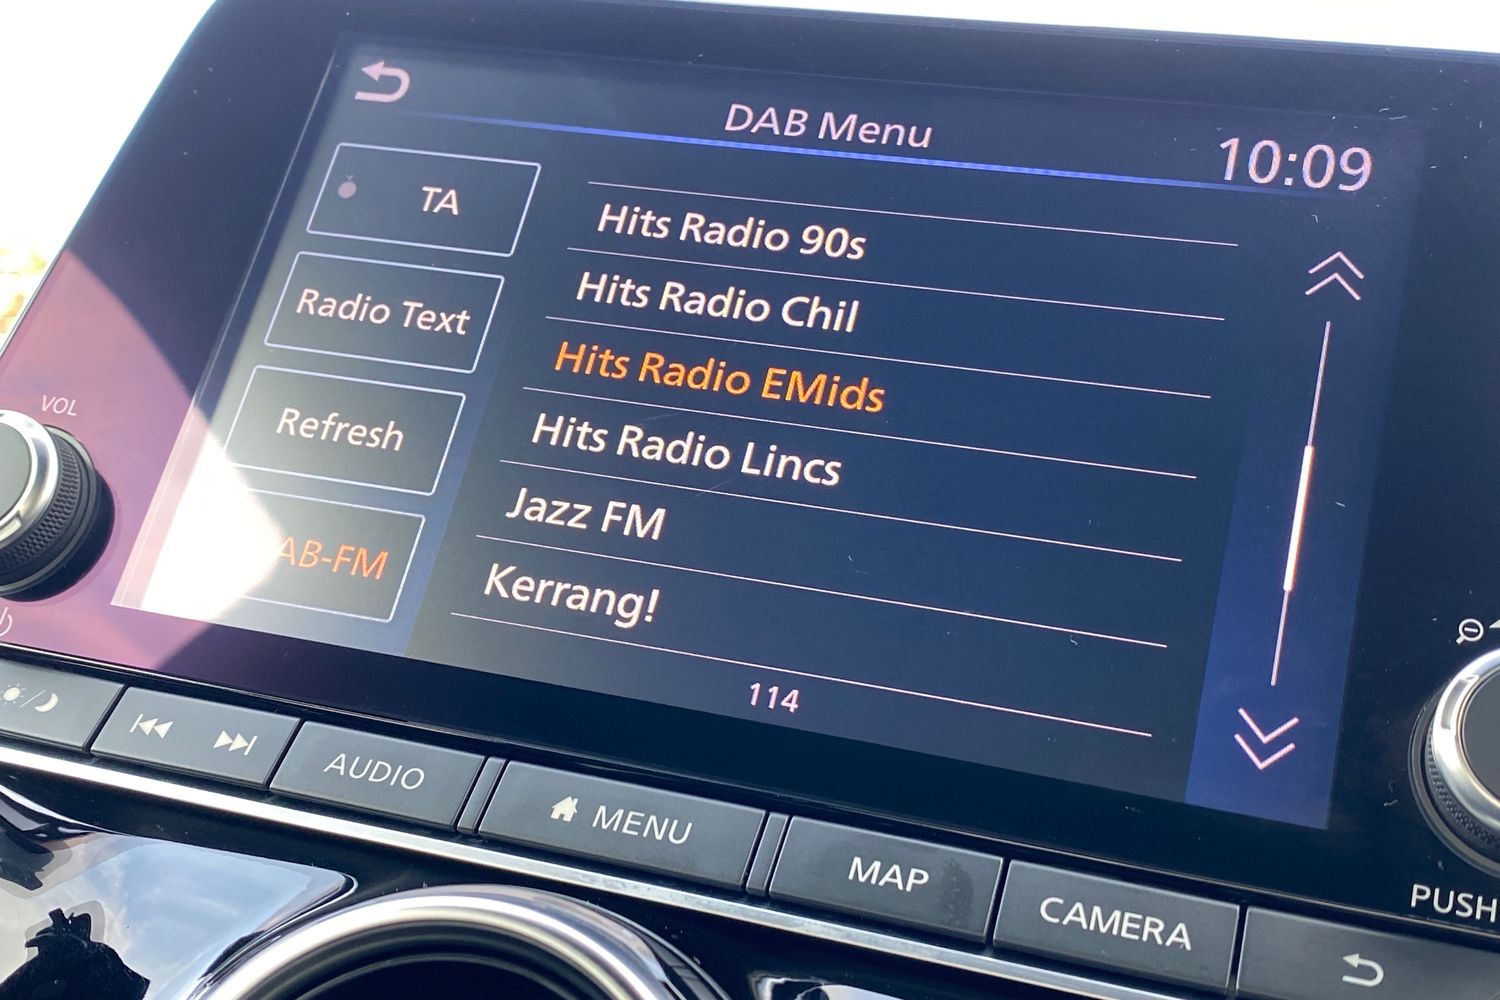 DAB Menu
10:09
TA
Radio Text
Refresh
AB-FM
Hits Radio 90s
Hits Radio Chil
Hits Radio EMids
Hits Radio Lincs
Jazz FM
Kerrang!
114
VOL
AUDIO
MENU
MAP
CAMERA
PUSH